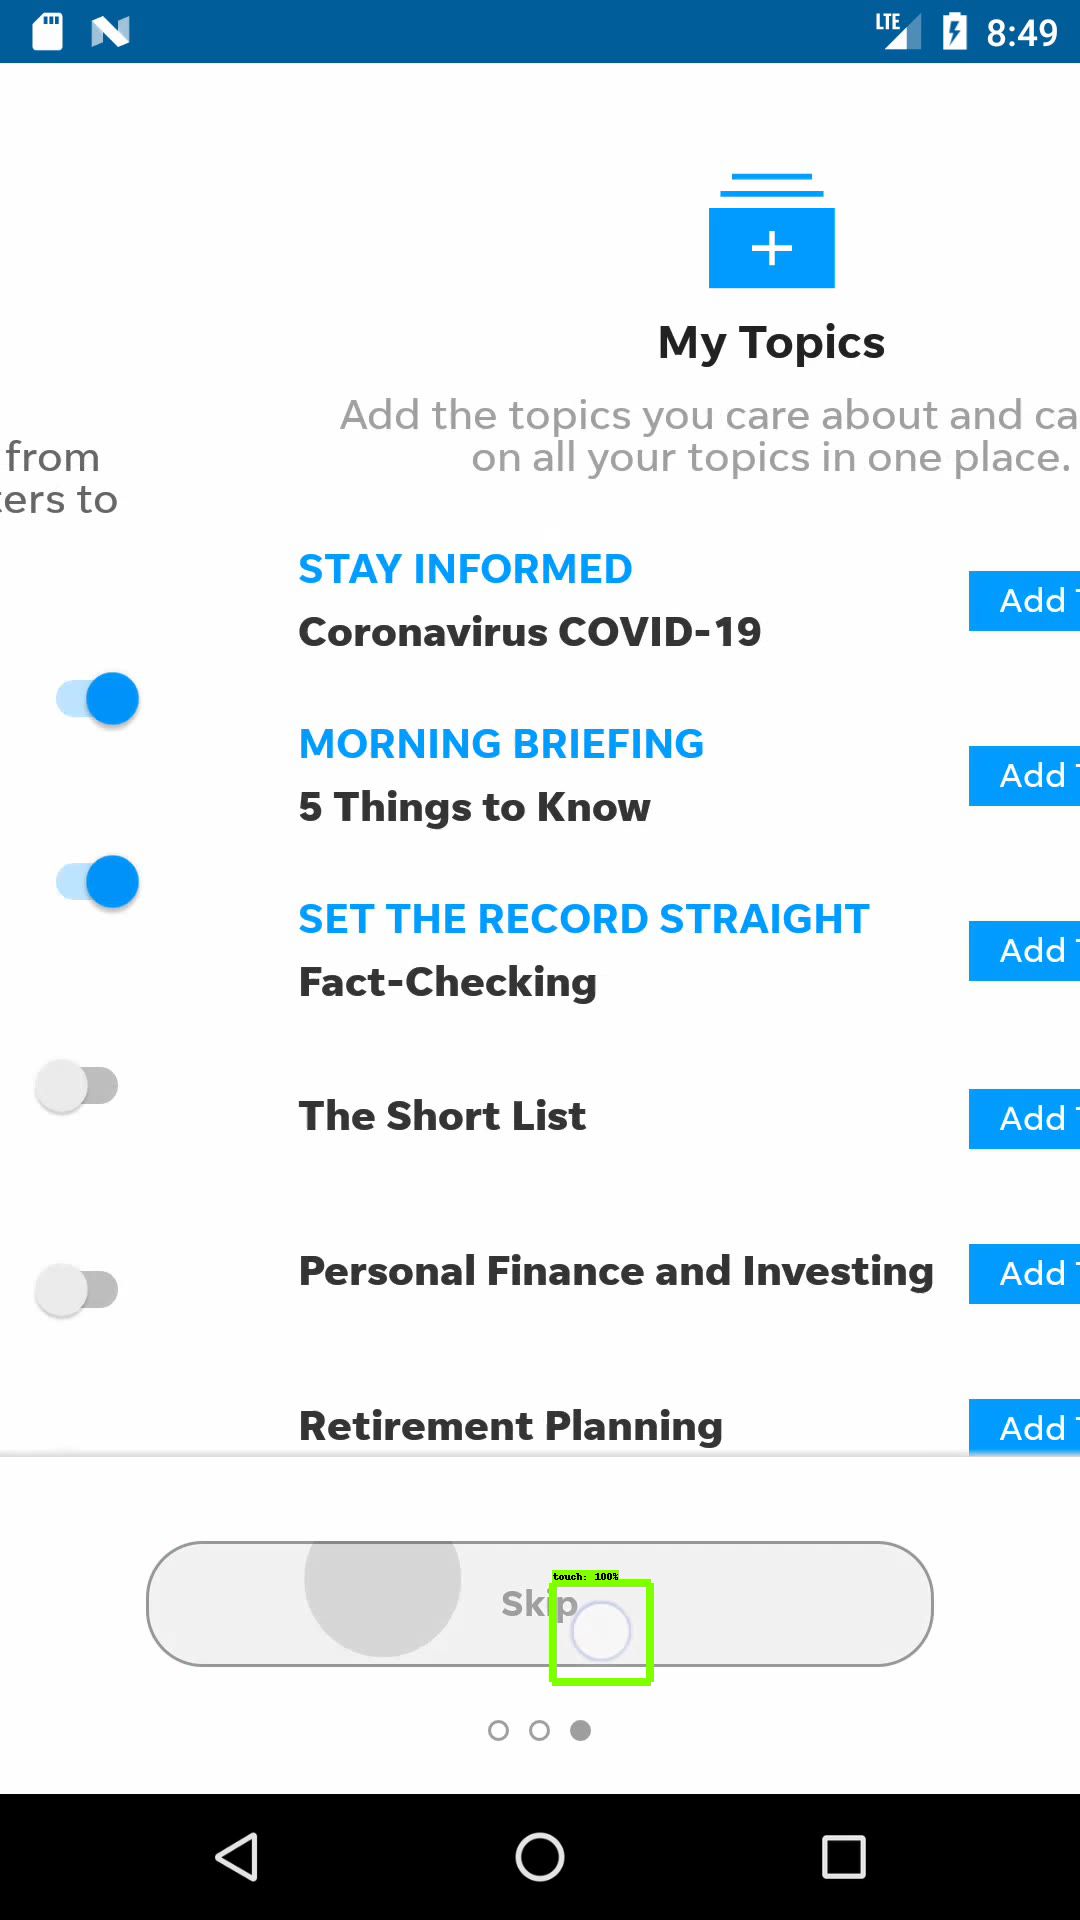 LTE 8:49
My Topics
Add the topics you care about and ca
on all your topics in one place.
from
ters to
STAY INFORMED
Coronavirus COVID-19
Add T
MORNING BRIEFING
5 Things to Know
Add T
SET THE RECORD STRAIGHT
Fact-Checking
Add T
The Short List
Add T
Personal Finance and Investing
Add T
Retirement Planning
Add T
touch: 100%
Skip